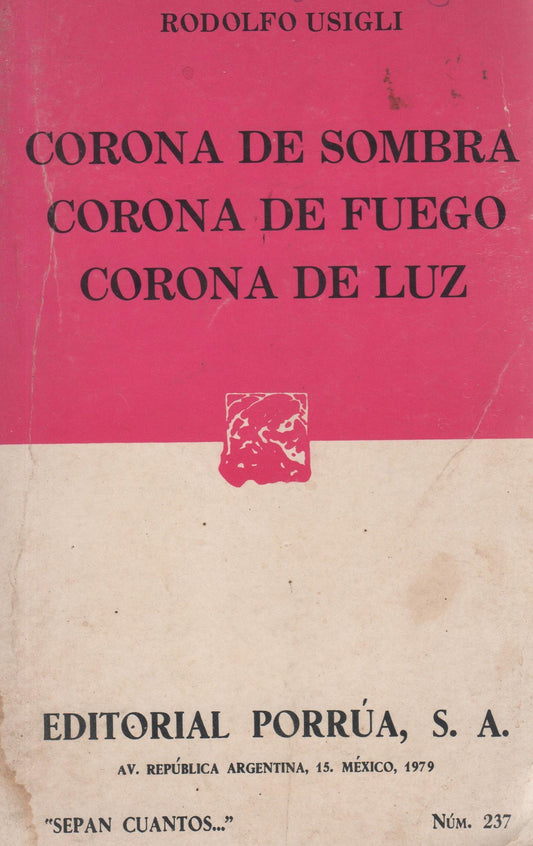 RODOLFO USIGLI
CORONA DE SOMBRA
CORONA DE FUEGO
CORONA DE LUZ
EDITORIAL PORRÚA, S. A.
AV. REPÚBLICA ARGENTINA, 15. MÉXICO, 1979
"SEPAN CUANTOS..." NÚM. 237